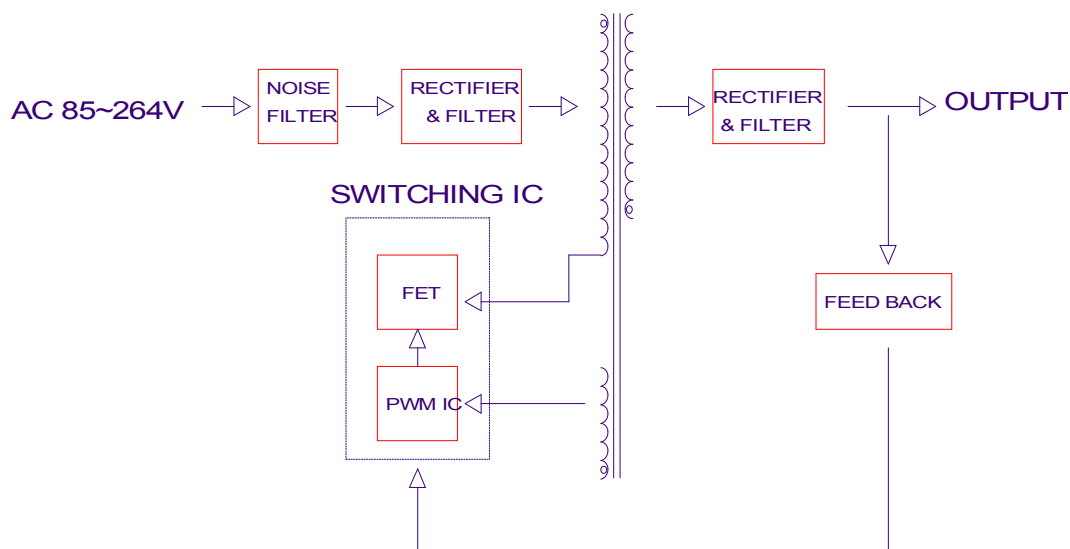 AC 85~264V
NOISE
FILTER
RECTIFIER
& FILTER
RECTIFIER
& FILTER
OUTPUT
SWITCHING IC
FET
FEED BACK
PWM IC